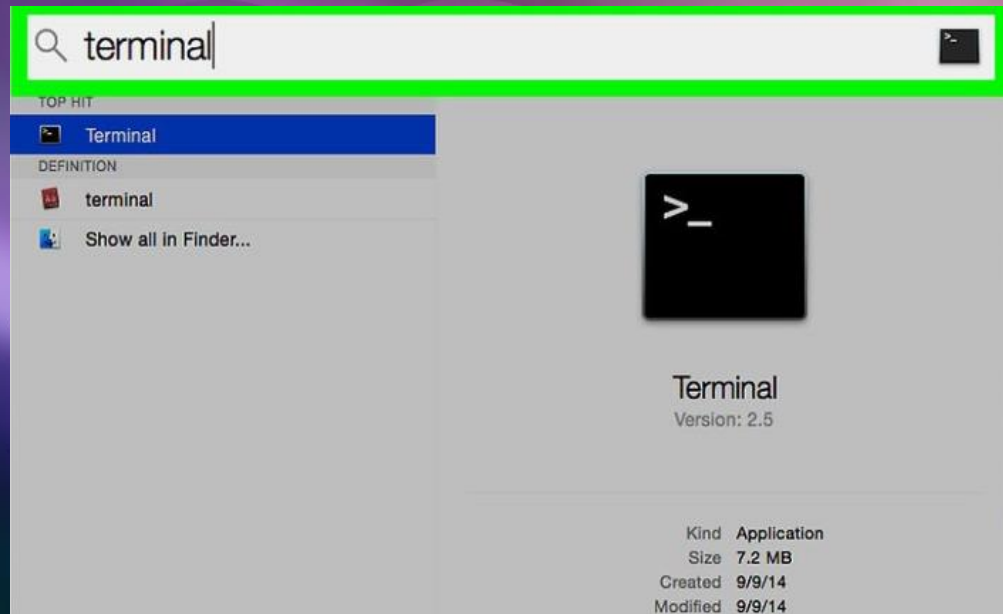 terminal
TOP HIT
Terminal
DEFINITION
terminal
Show all in Finder...
>_
Terminal
Version: 2.5
Kind Application
Size 7.2 MB
Created 9/9/14
Modified 9/9/14